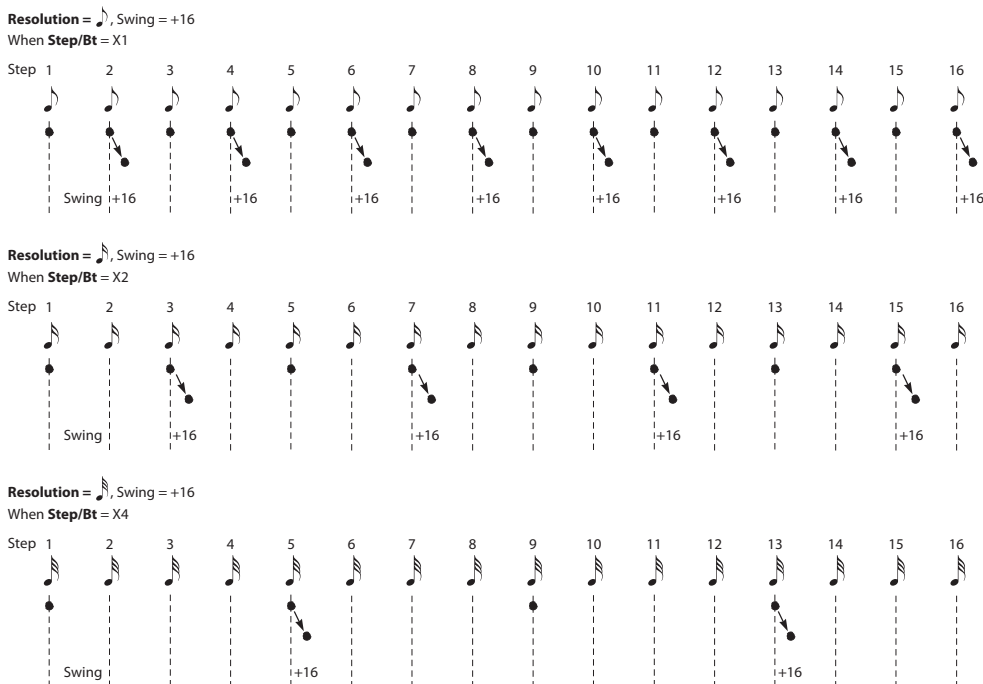 Resolution = ♪, Swing = +16
When Step/Bt = X1
Step 1 2 3 4 5 6 7 8 9 10 11 12 13 14 15 16
Swing +16 +16 +16 +16 +16 +16 +16 +16
Resolution = , Swing = +16
When Step/Bt = X2
Step 1 2 3 4 5 6 7 8 9 10 11 12 13 14 15 16
Swing +16 +16 +16 +16
Resolution = , Swing = +16
When Step/Bt = X4
Step 1 2 3 4 5 6 7 8 9 10 11 12 13 14 15 16
Swing +16 +16